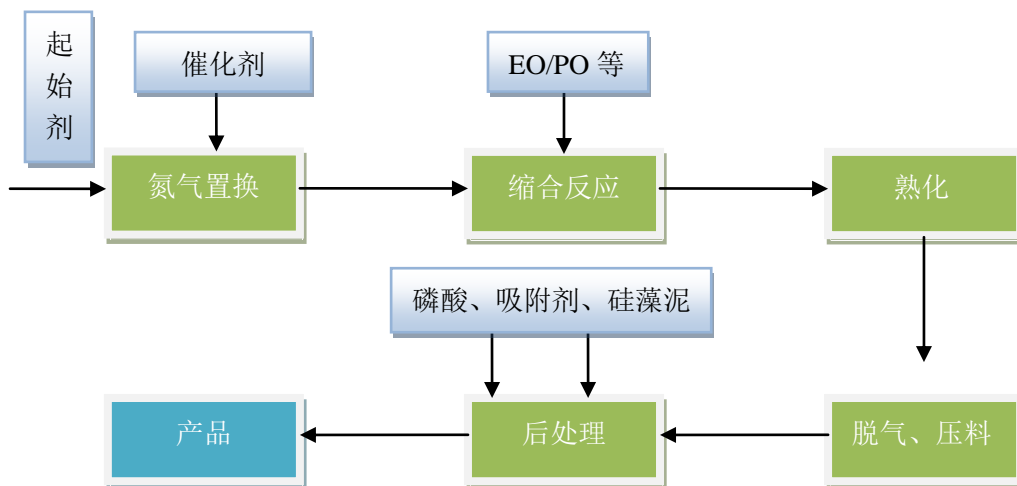 起始剂
催化剂
EO/PO 等
氮气置换
缩合反应
熟化
磷酸、吸附剂、硅藻泥
产品
后处理
脱气、压料